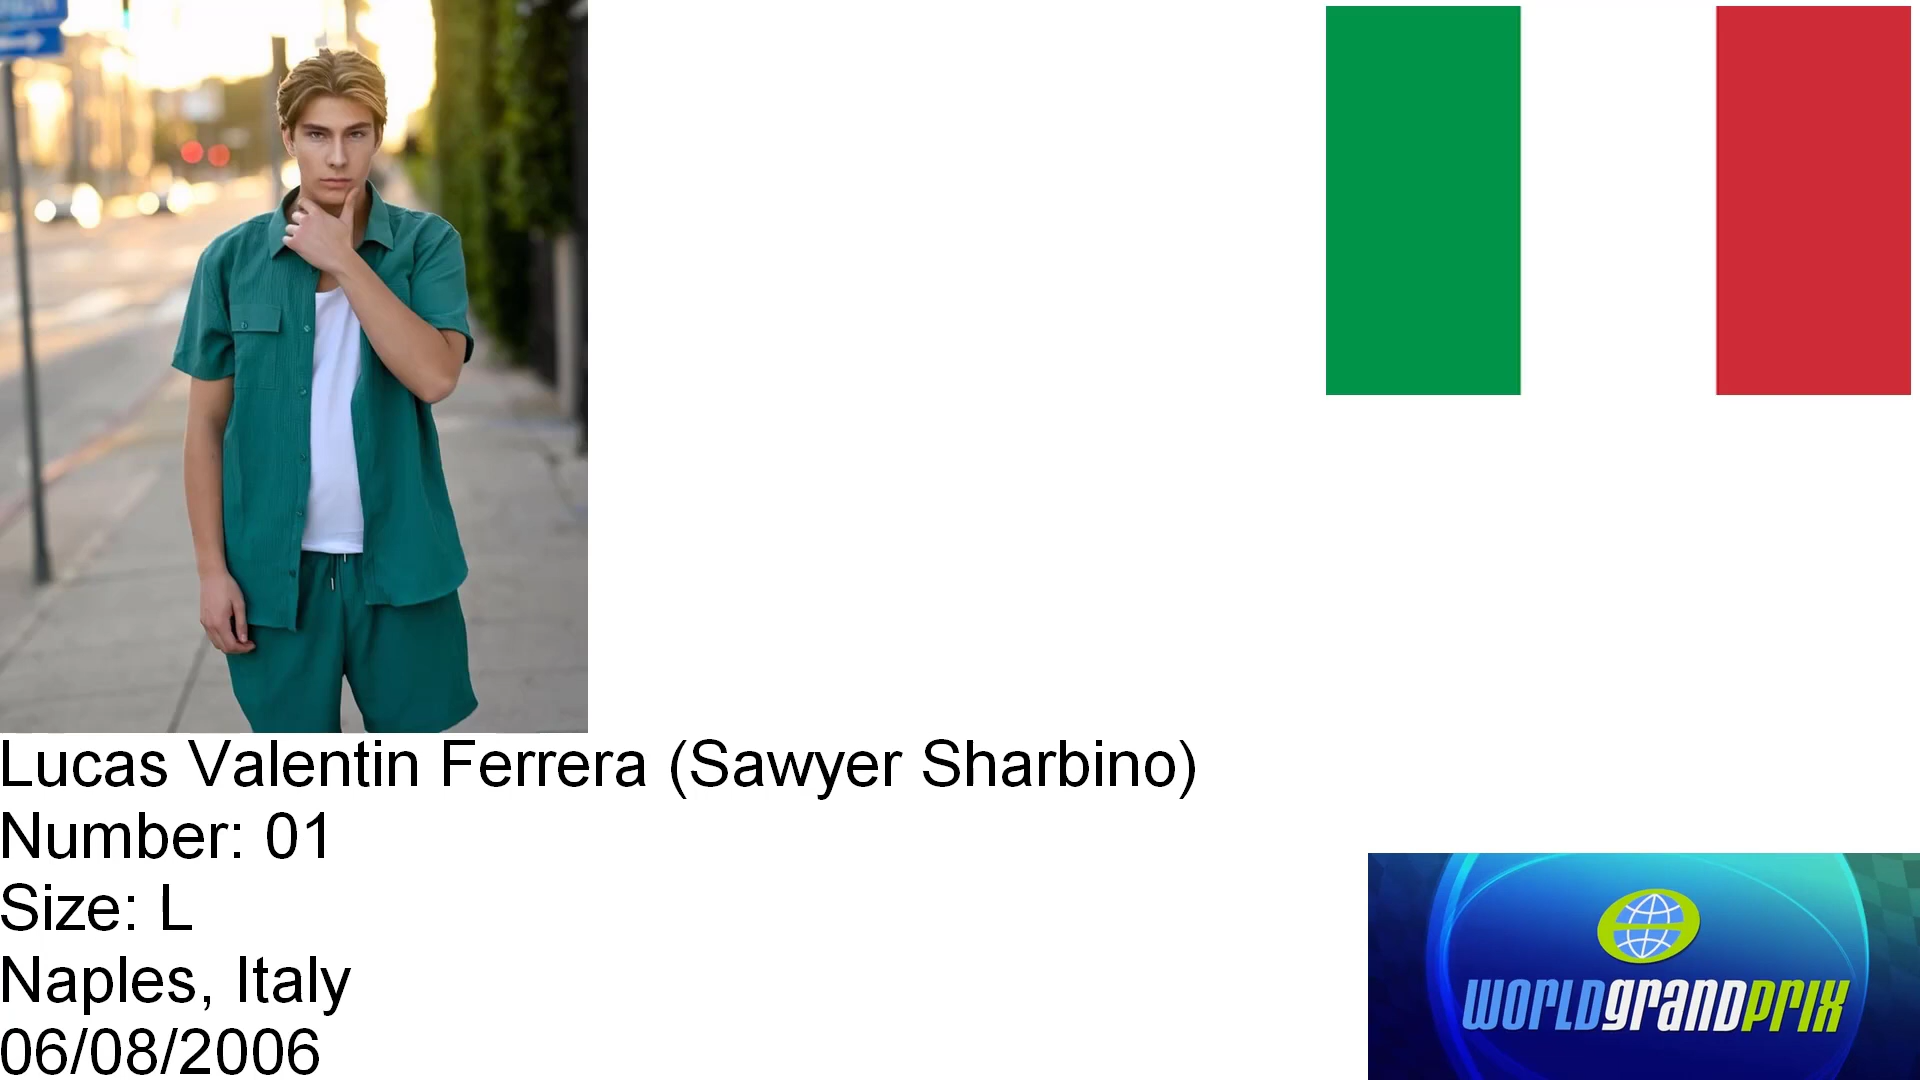 Lucas Valentin Ferrera (Sawyer Sharbino)
Number: 01
Size: L
Naples, Italy
06/08/2006
WORLDGRANDPRIX